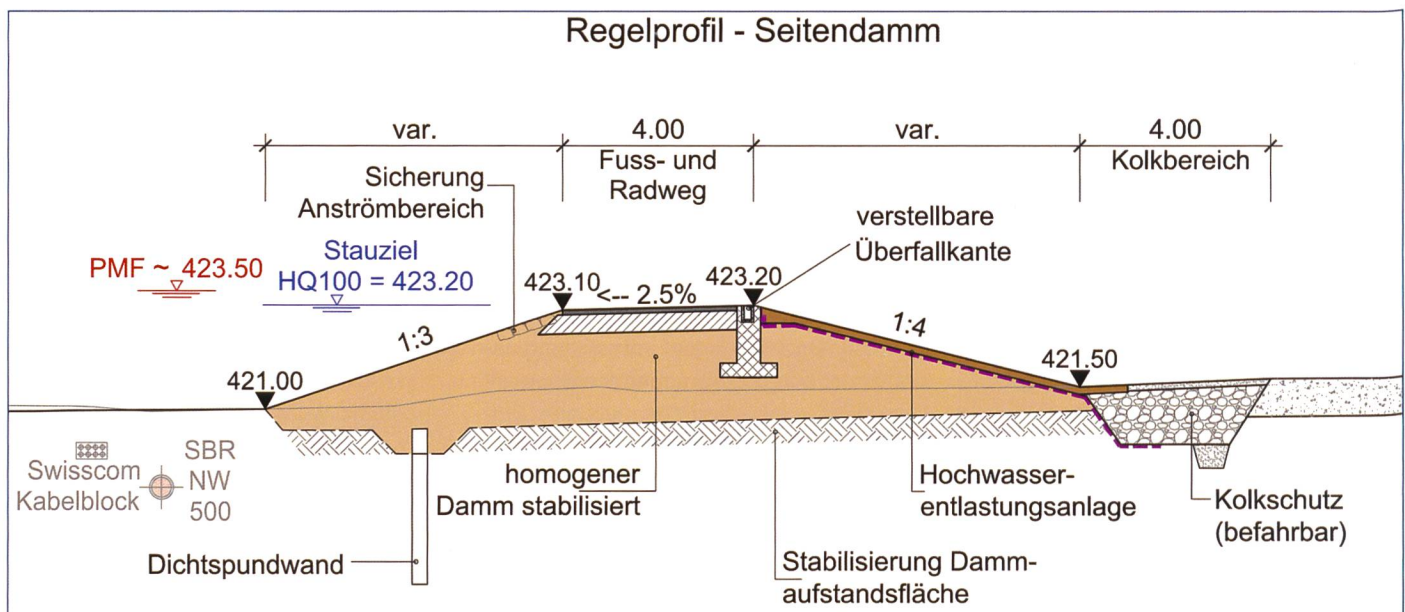 Regelprofil - Seitendamm
var.
4.00
var.
4.00
Fuss- und
Radweg
Kolkbereich
Sicherung
Anströmbereich
verstellbare
Überfallkante
PMF ~ 423.50
Stauziel
HQ100 = 423.20
423.10
<-- 2.5%
423.20
1:3
1:4
421.00
421.50
Swisscom
Kabelblock
SBR
NW
500
homogener
Damm stabilisiert
Hochwasser-
entlastungsanlage
Kolkschutz
(befahrbar)
Dichtspundwand
Stabilisierung Damm-
aufstandsfläche